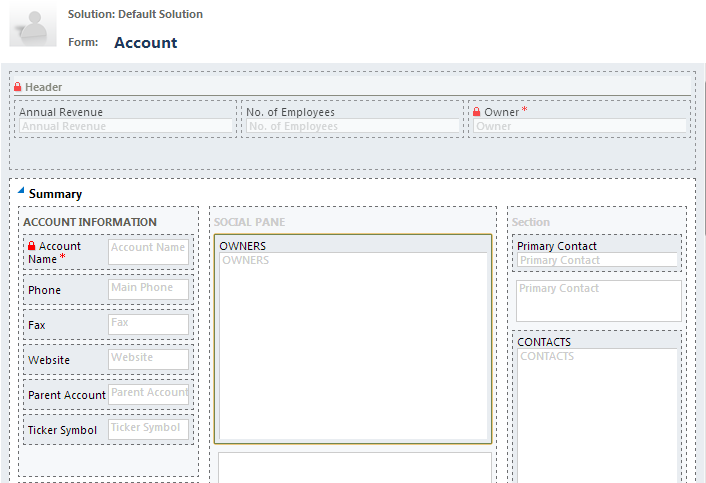 Solution: Default Solution
Form: Account
Header
Annual Revenue
Annual Revenue
No. of Employees
No. of Employees
Owner *
Owner
Summary
ACCOUNT INFORMATION
Account
Name *
Account Name
Phone
Main Phone
Fax
Fax
Website
Website
Parent Account
Parent Account
Ticker Symbol
Ticker Symbol
SOCIAL PANE
OWNERS
OWNERS
Section
Primary Contact
Primary Contact
Primary Contact
CONTACTS
CONTACTS